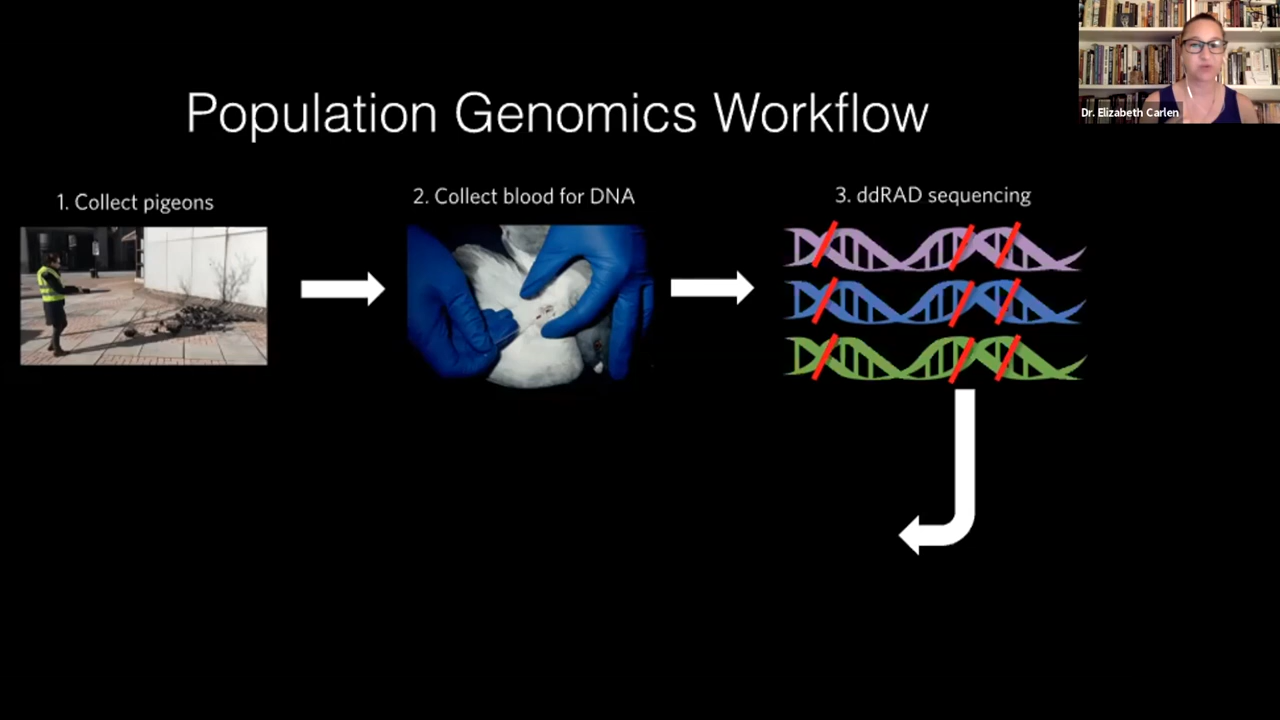 Population Genomics Workflow
Dr. Elizabeth Carlen
1. Collect pigeons
2. Collect blood for DNA
3. ddRAD sequencing